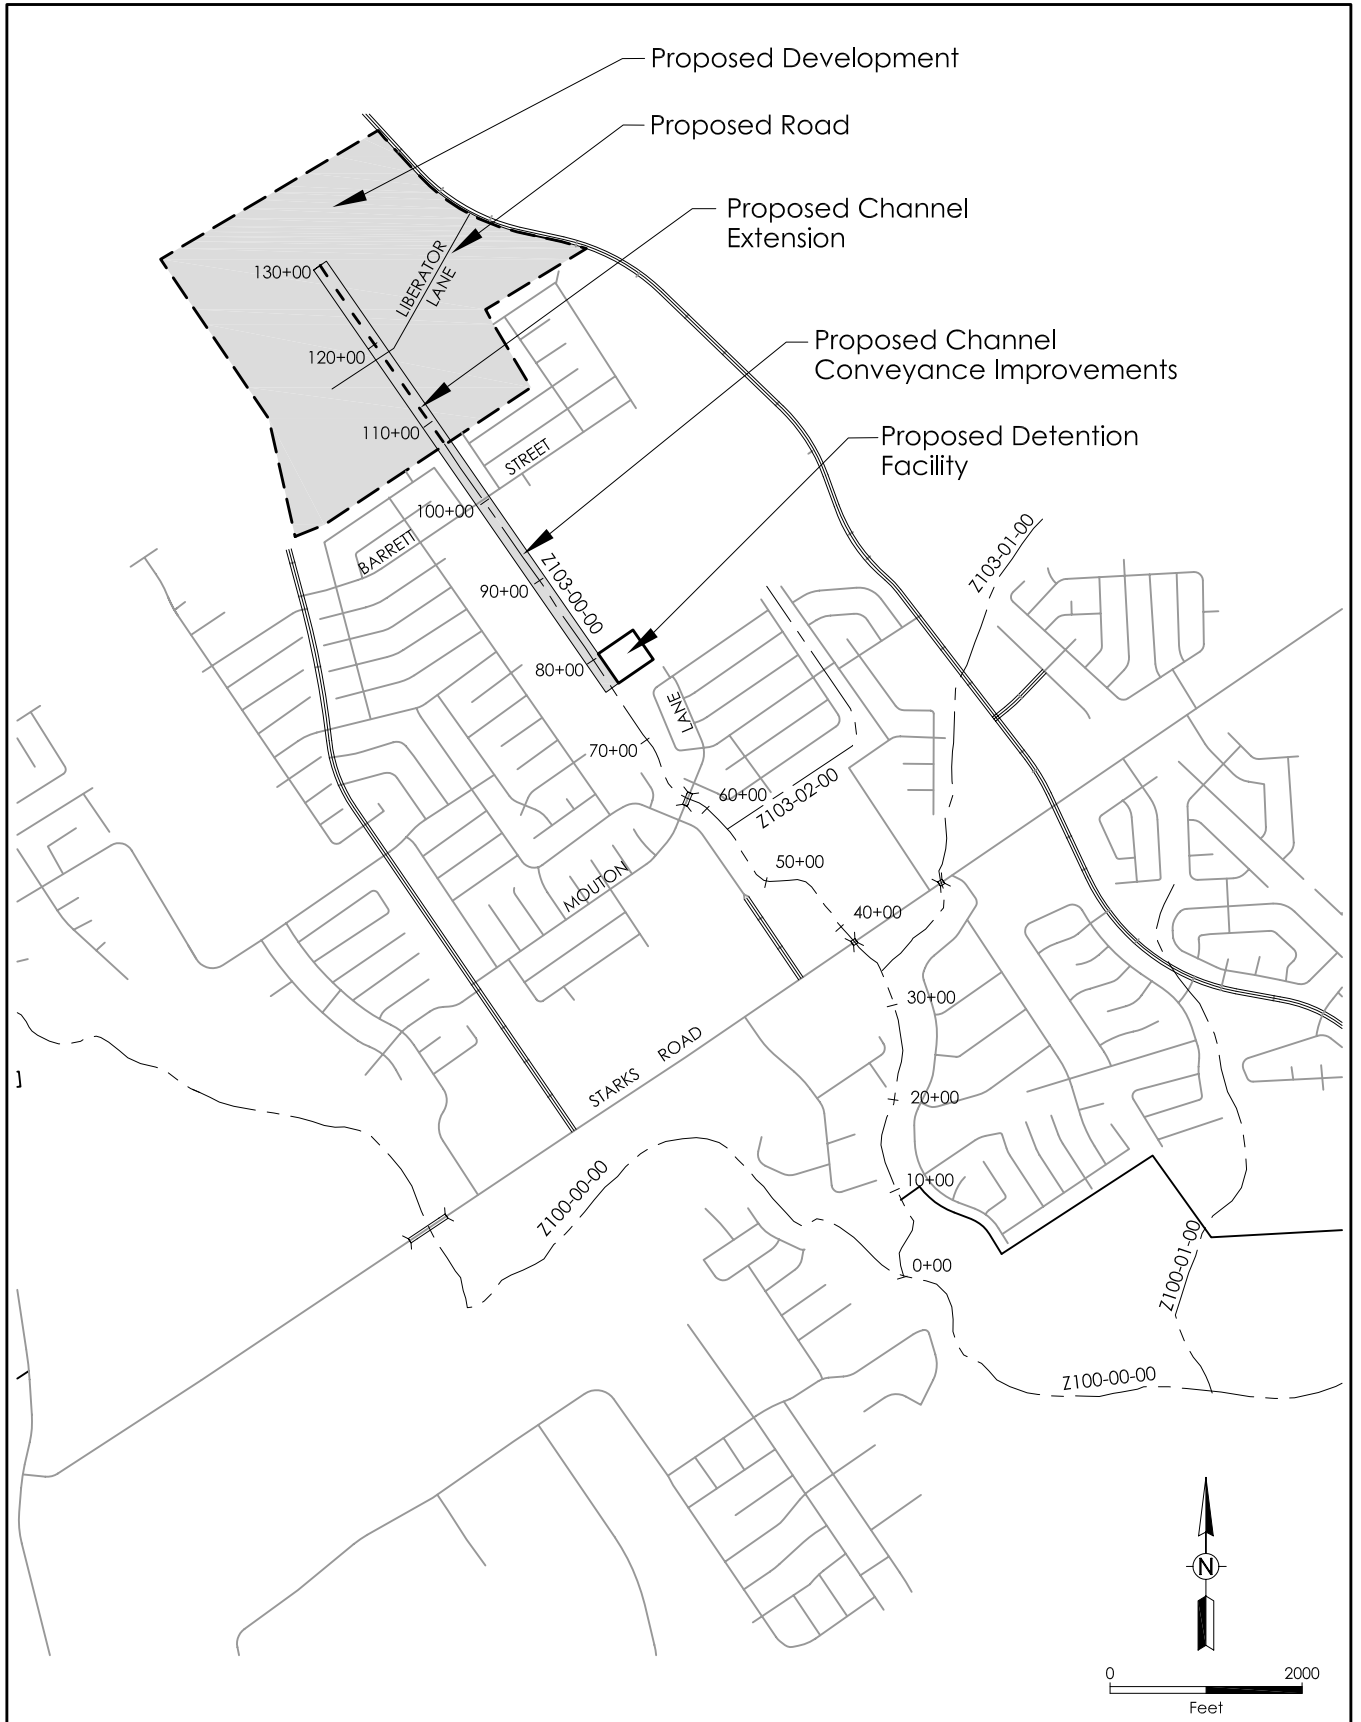 Proposed Development
Proposed Road
Proposed Channel
Extension
LIBERATOR
LANE
130+00
Proposed Channel
Conveyance Improvements
120+00
Proposed Detention
Facility
110+00
STREET
100+00
BARRETT
Z103-01-00
90+00
Z103-00-00
80+00
LANE
70+00
60+00
Z103-02-00
50+00
MOUTON
40+00
30+00
STARKS ROAD
20+00
10+00
Z100-00-00
0+00
Z100-01-00
Z100-00-00
N
0 2000
Feet